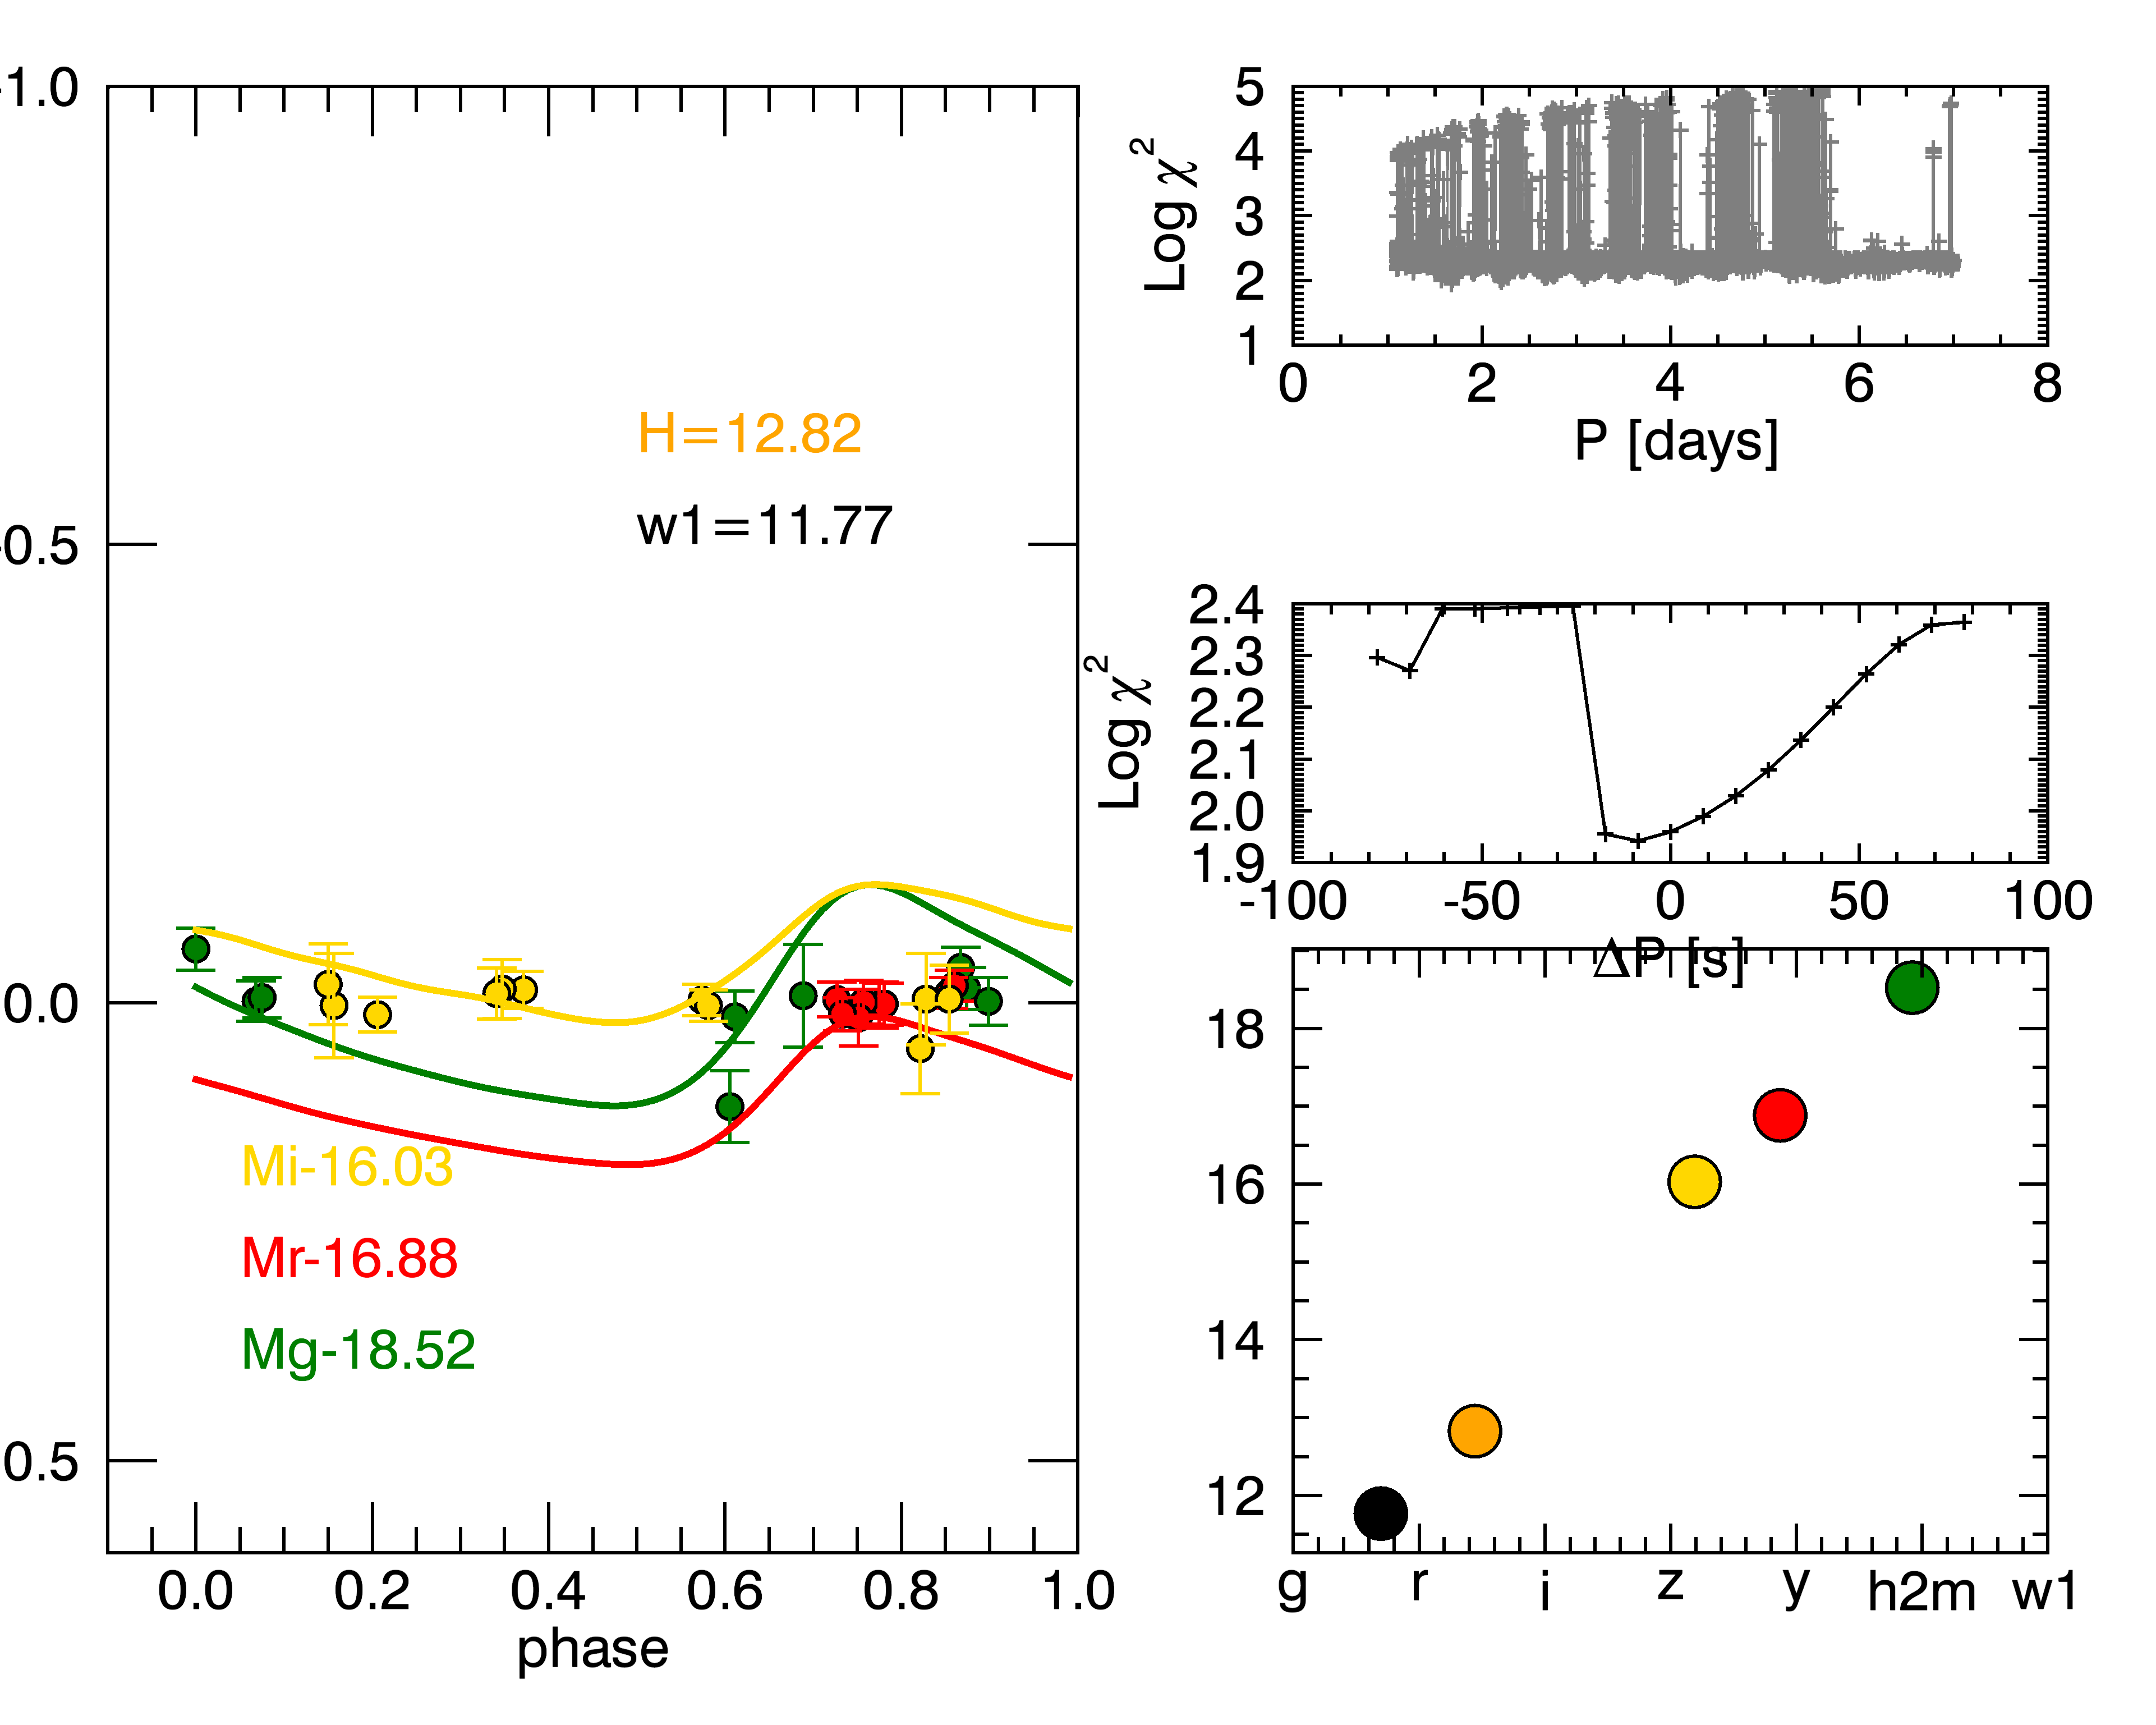 -1.0
-0.5
0.0
0.5
0.0 0.2 0.4 0.6 0.8 1.0
phase
H=12.82
w1=11.77
Mi-16.03
Mr-16.88
Mg-18.52
Log χ²
5
4
3
2
1
0 2 4 6 8
P [days]
Log χ²
2.4
2.3
2.2
2.1
2.0
1.9
-100 -50 0 50 100
ΔP [s]
18
16
14
12
g r i z y h2m w1